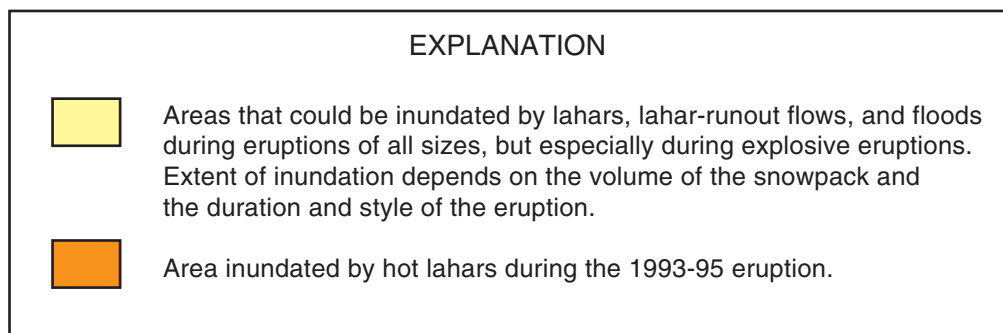 EXPLANATION
Areas that could be inundated by lahars, lahar-runout flows, and floods
during eruptions of all sizes, but especially during explosive eruptions.
Extent of inundation depends on the volume of the snowpack and
the duration and style of the eruption.
Area inundated by hot lahars during the 1993-95 eruption.